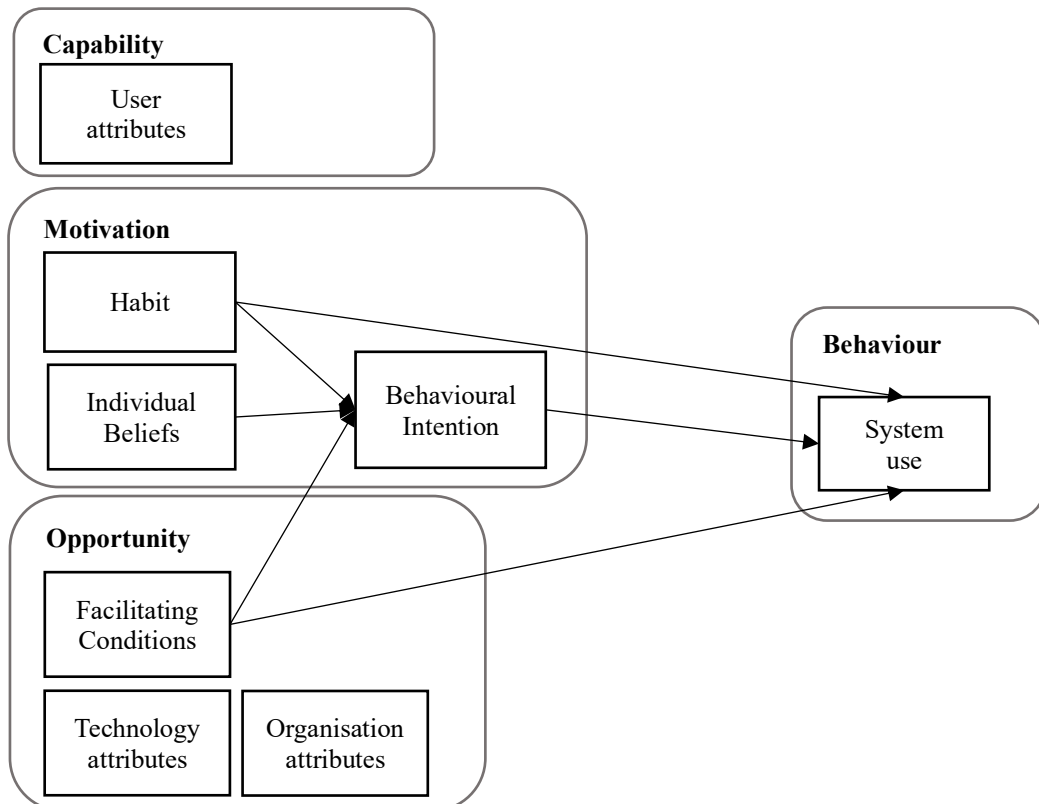 Capability
User
attributes
Motivation
Habit
Individual
Beliefs
Behavioural
Intention
Behaviour
System
use
Opportunity
Facilitating
Conditions
Technology
attributes
Organisation
attributes